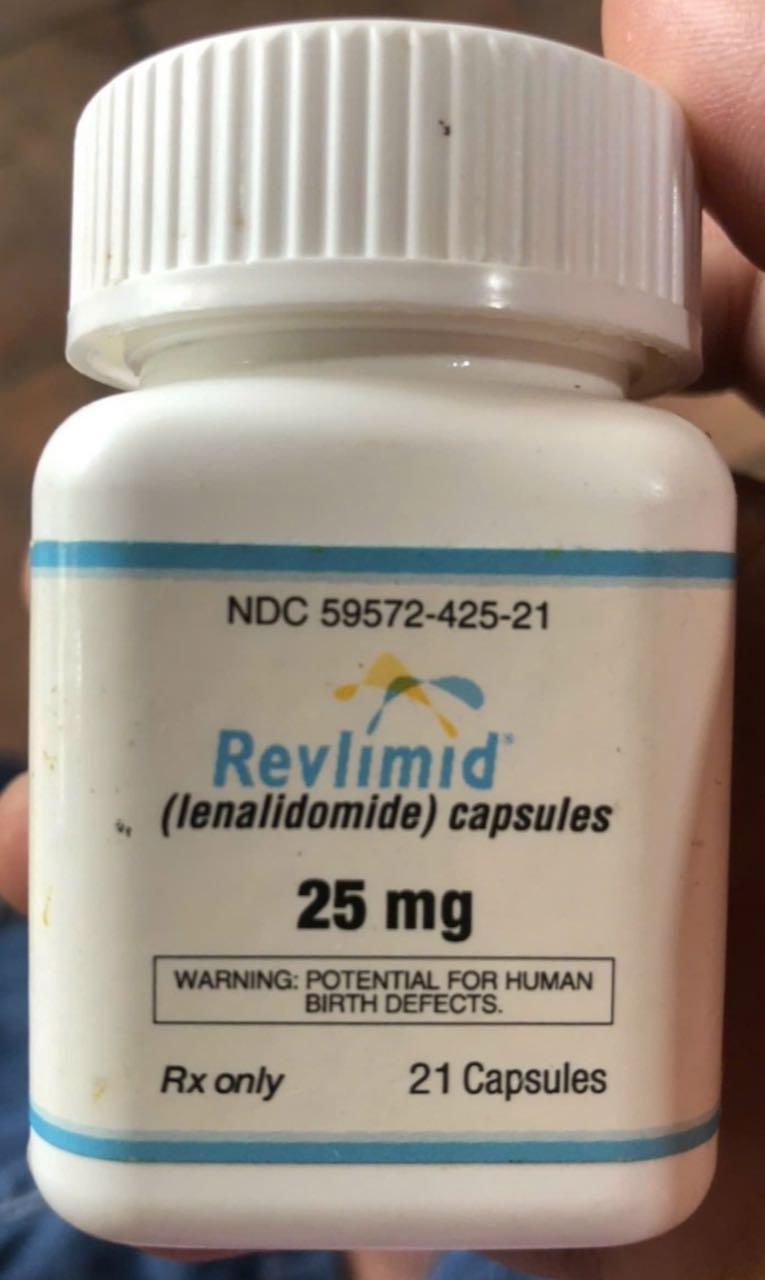 NDC 59572-425-21
Revlimid®
(lenalidomide) capsules
25 mg
WARNING: POTENTIAL FOR HUMAN
BIRTH DEFECTS.
Rx only 21 Capsules